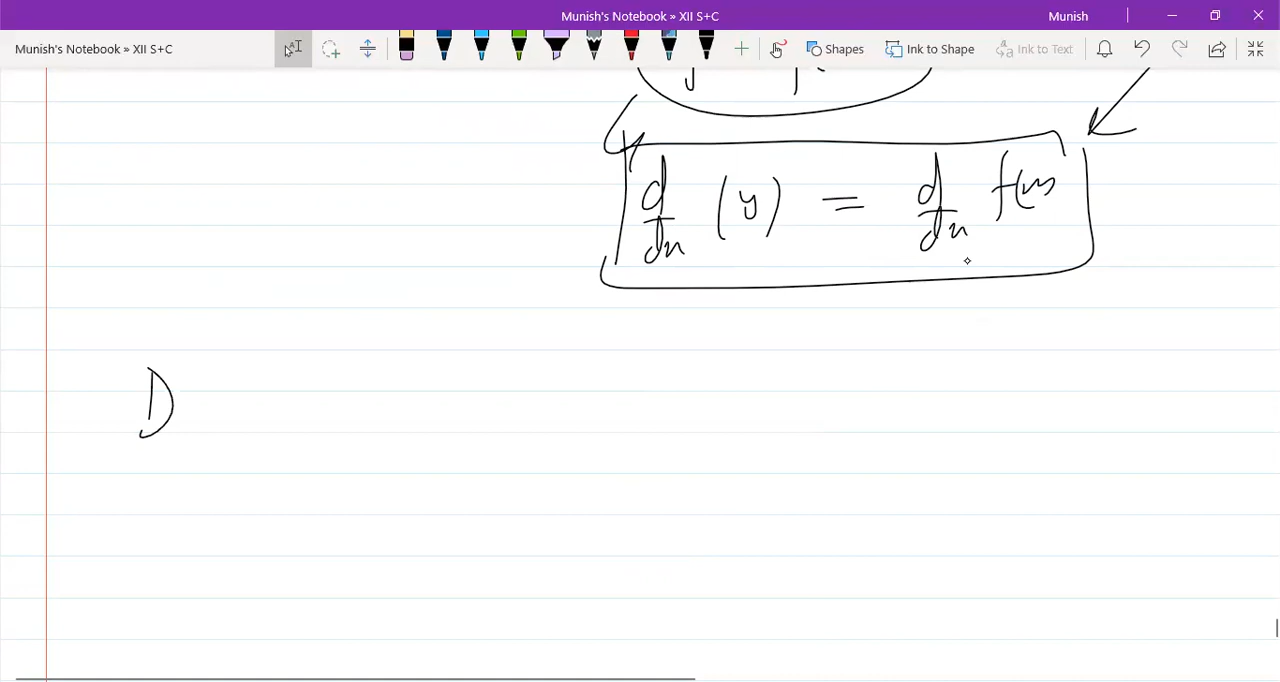 Munish's Notebook » XII S+C
Munish
Munish's Notebook » XII S+C
Shapes
Ink to Shape
Ink to Text
d/dx (y) = d/dx f(x)
D